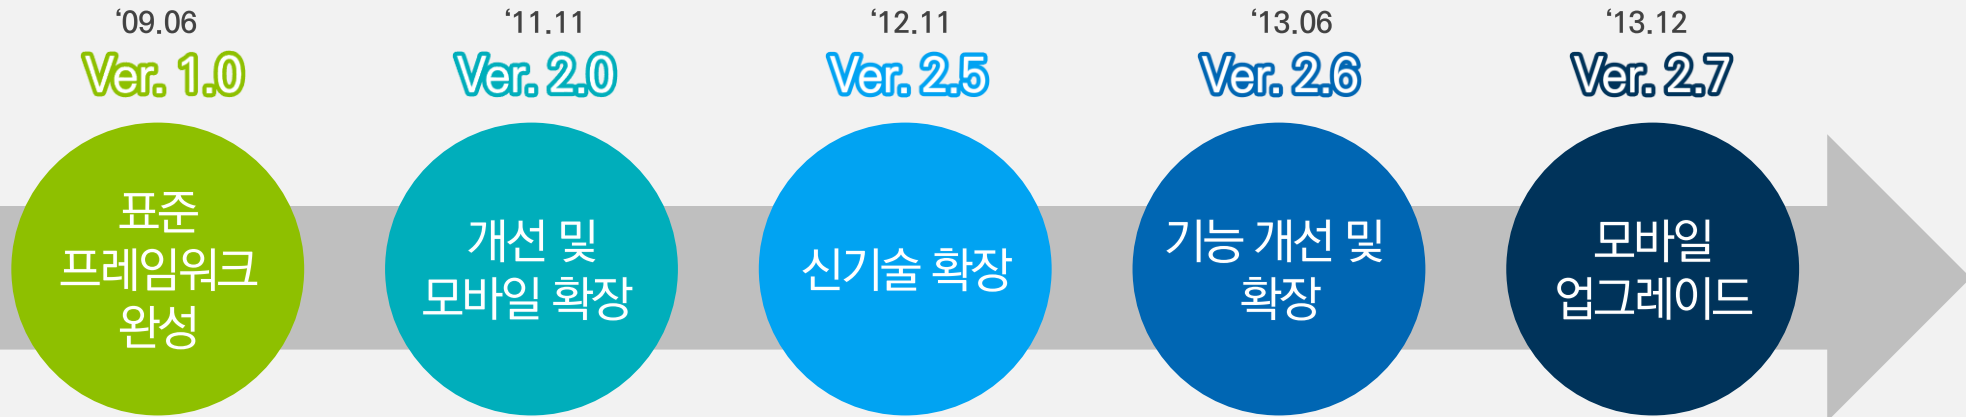 ‘09.06
Ver. 1.0
표준
프레임워크
완성
‘11.11
Ver. 2.0
개선 및
모바일 확장
‘12.11
Ver. 2.5
신기술 확장
‘13.06
Ver. 2.6
기능 개선 및
확장
‘13.12
Ver. 2.7
모바일
업그레이드